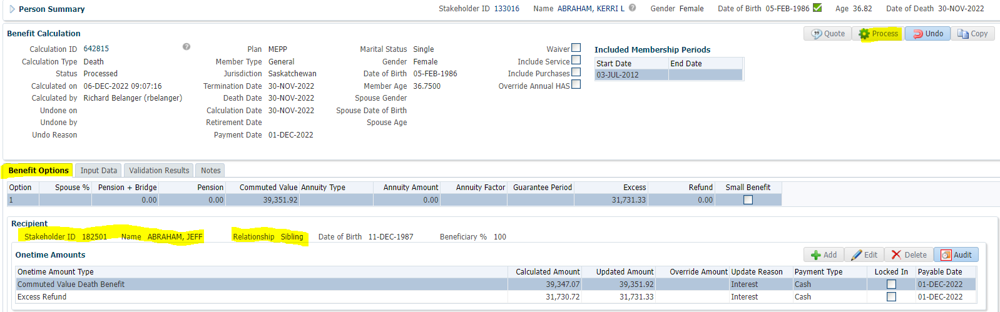 Person Summary Stakeholder ID 133016 Name ABRAHAM, KERRI L Gender Female Date of Birth 05-FEB-1986 Age 36.82 Date of Death 30-NOV-2022
Benefit Calculation Quote Process Undo Copy
Calculation ID 642815 Plan MEPP Marital Status Single Waiver Included Membership Periods
Calculation Type Death Member Type General Gender Female Include Service Start Date End Date
Status Processed Jurisdiction Saskatchewan Date of Birth 05-FEB-1986 Include Purchases 03-JUL-2012
Calculated on 06-DEC-2022 09:07:16 Termination Date 30-NOV-2022 Member Age 36.7500 Override Annual HAS
Calculated by Richard Belanger (rbelanger) Death Date 30-NOV-2022 Spouse Gender
Undone on Calculation Date 30-NOV-2022 Spouse Date of Birth
Undone by Retirement Date Spouse Age
Undo Reason Payment Date 01-DEC-2022
Benefit Options Input Data Validation Results Notes
Option Spouse % Pension + Bridge Pension Commuted Value Annuity Type Annuity Amount Annuity Factor Guarantee Period Excess Refund Small Benefit
1 0.00 0.00 39,351.92 0.00 31,731.33 0.00
Recipient
Stakeholder ID 182501 Name ABRAHAM, JEFF Relationship Sibling Date of Birth 11-DEC-1987 Beneficiary % 100
Onetime Amounts Add Edit Delete Audit
Onetime Amount Type Calculated Amount Updated Amount Override Amount Update Reason Payment Type Locked In Payable Date
Commuted Value Death Benefit 39,347.07 39,351.92 Interest Cash 01-DEC-2022
Excess Refund 31,730.72 31,731.33 Interest Cash 01-DEC-2022